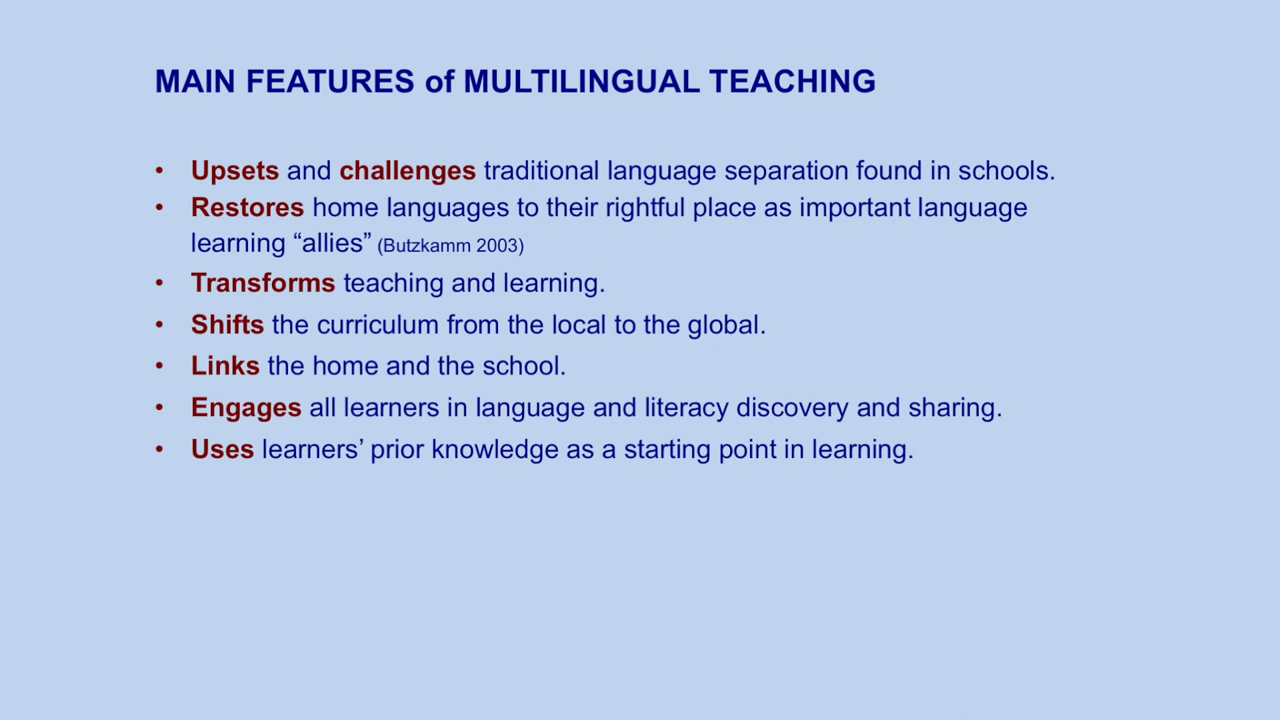 MAIN FEATURES of MULTILINGUAL TEACHING
• Upsets and challenges traditional language separation found in schools.
• Restores home languages to their rightful place as important language
learning “allies” (Butzkamm 2003)
• Transforms teaching and learning.
• Shifts the curriculum from the local to the global.
• Links the home and the school.
• Engages all learners in language and literacy discovery and sharing.
• Uses learners’ prior knowledge as a starting point in learning.